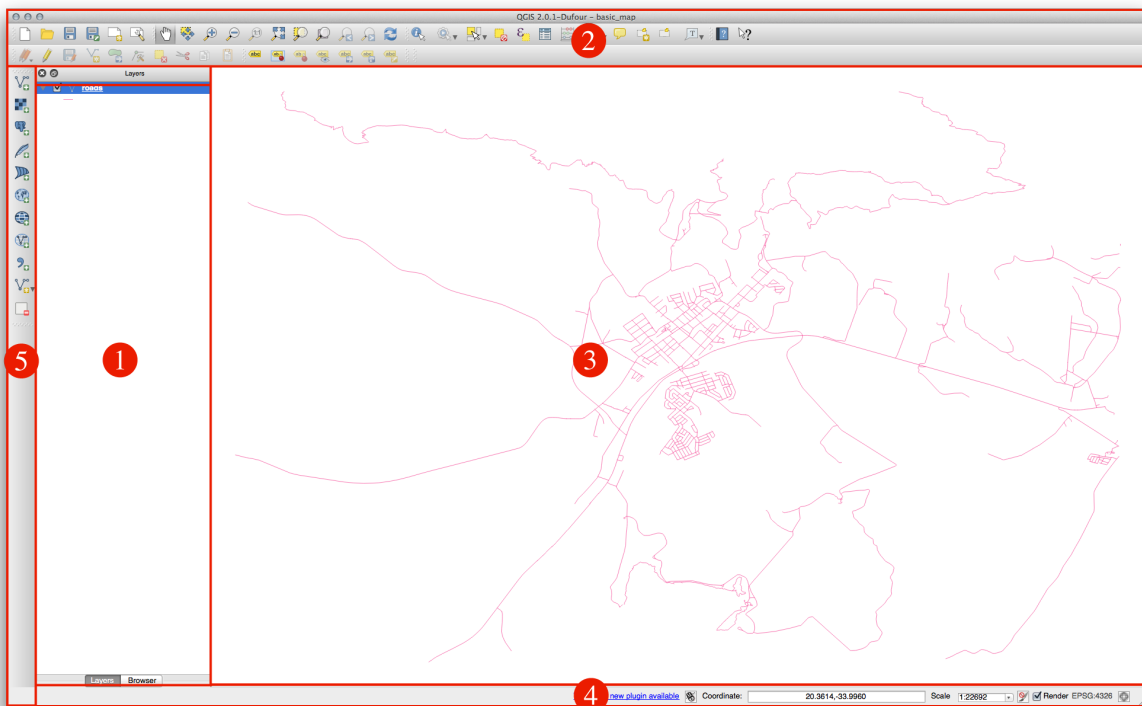 QGIS 2.0.1-Dufour - basic_map
2
abc
Layers
roads
5
1
3
Layers Browser
4
new plugin available Coordinate: 20.3614,-33.9960 Scale 1:22692 Render EPSG:4326